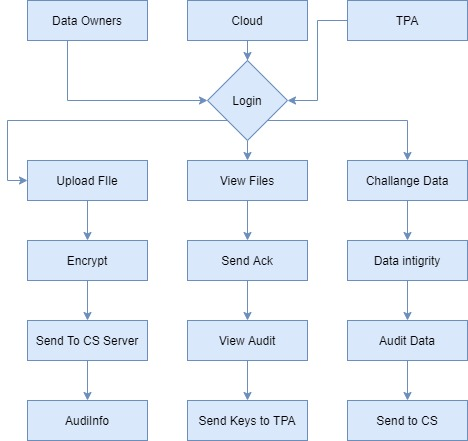 Data Owners
Cloud
TPA
Login
Upload FIle
View Files
Challange Data
Encrypt
Send Ack
Data intigrity
Send To CS Server
View Audit
Audit Data
AudiInfo
Send Keys to TPA
Send to CS